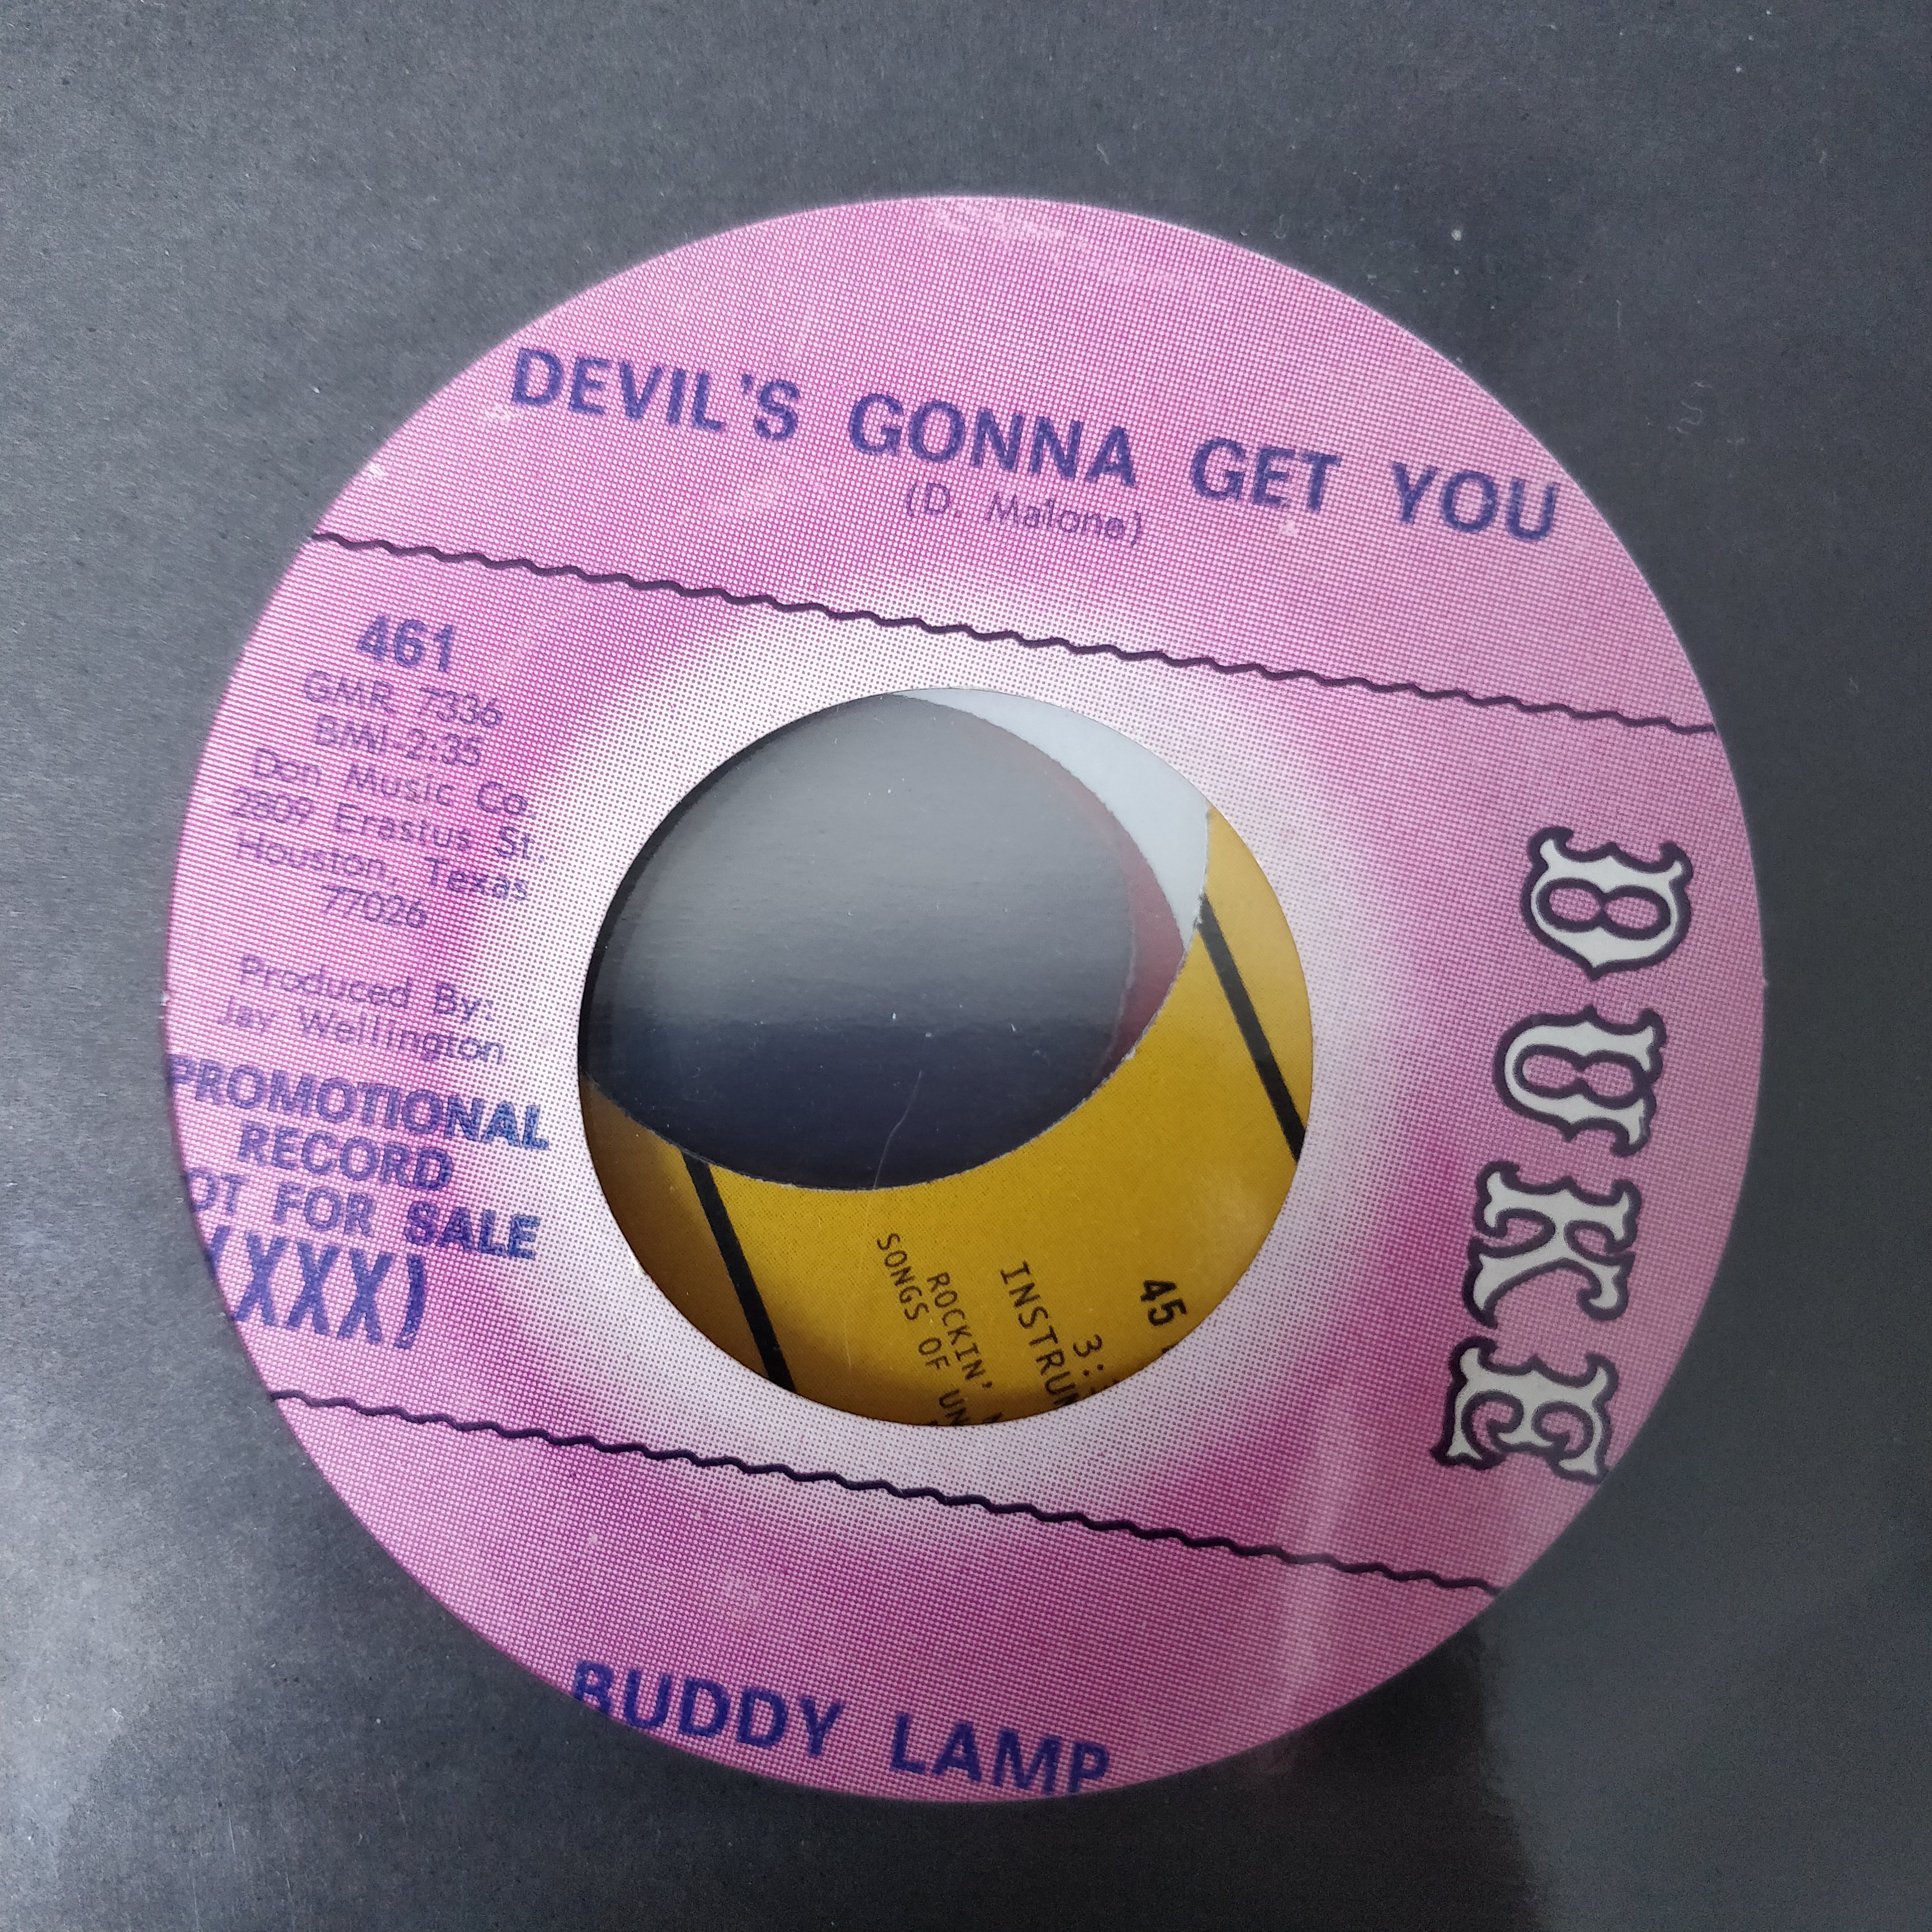 DEVIL'S GONNA GET YOU
(D. Malone)
461
GMR 7336
BMI-2:35
Don Music Co.
2809 Erastus St.
Houston, Texas
77026
Produced By:
Jay Wellington
PROMOTIONAL
RECORD
OT FOR SALE
(XXX)
DUKE
BUDDY LAMP
45
3:
INSTRUM
ROCKIN'
SONGS OF UN